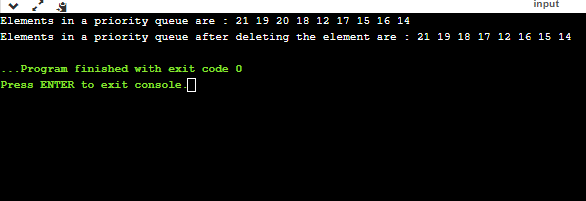 input
Elements in a priority queue are : 21 19 20 18 12 17 15 16 14
Elements in a priority queue after deleting the element are : 21 19 18 17 12 16 15 14
...Program finished with exit code 0
Press ENTER to exit console.